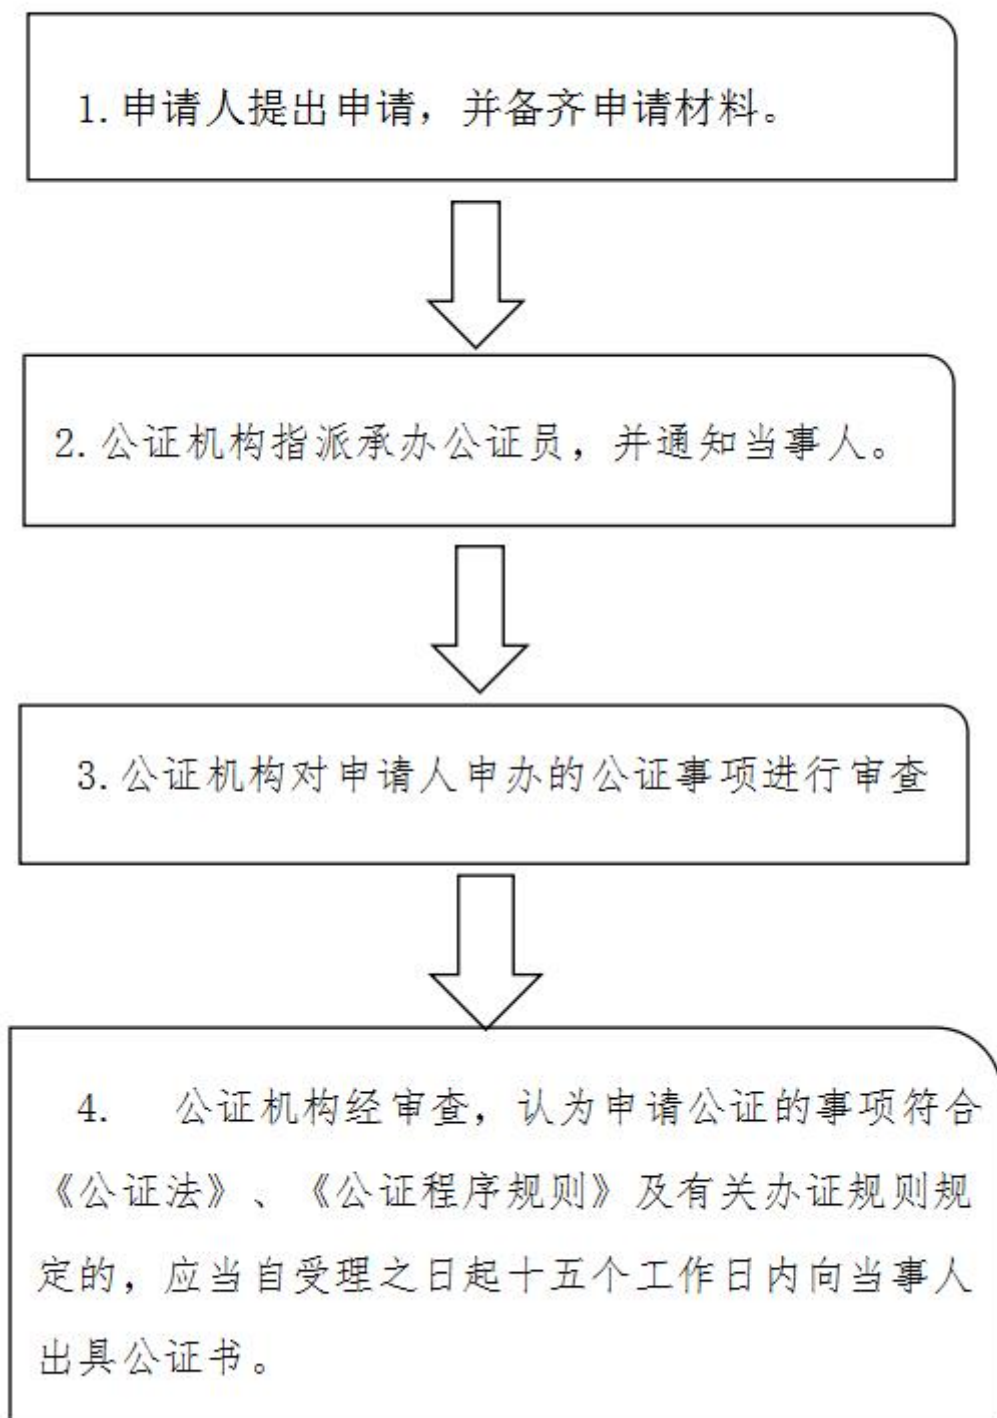 1.申请人提出申请，并备齐申请材料。
2.公证机构指派承办公证员，并通知当事人。
3.公证机构对申请人申办的公证事项进行审查
4. 公证机构经审查，认为申请公证的事项符合
《公证法》、《公证程序规则》及有关办证规则规
定的，应当自受理之日起十五个工作日内向当事人
出具公证书。